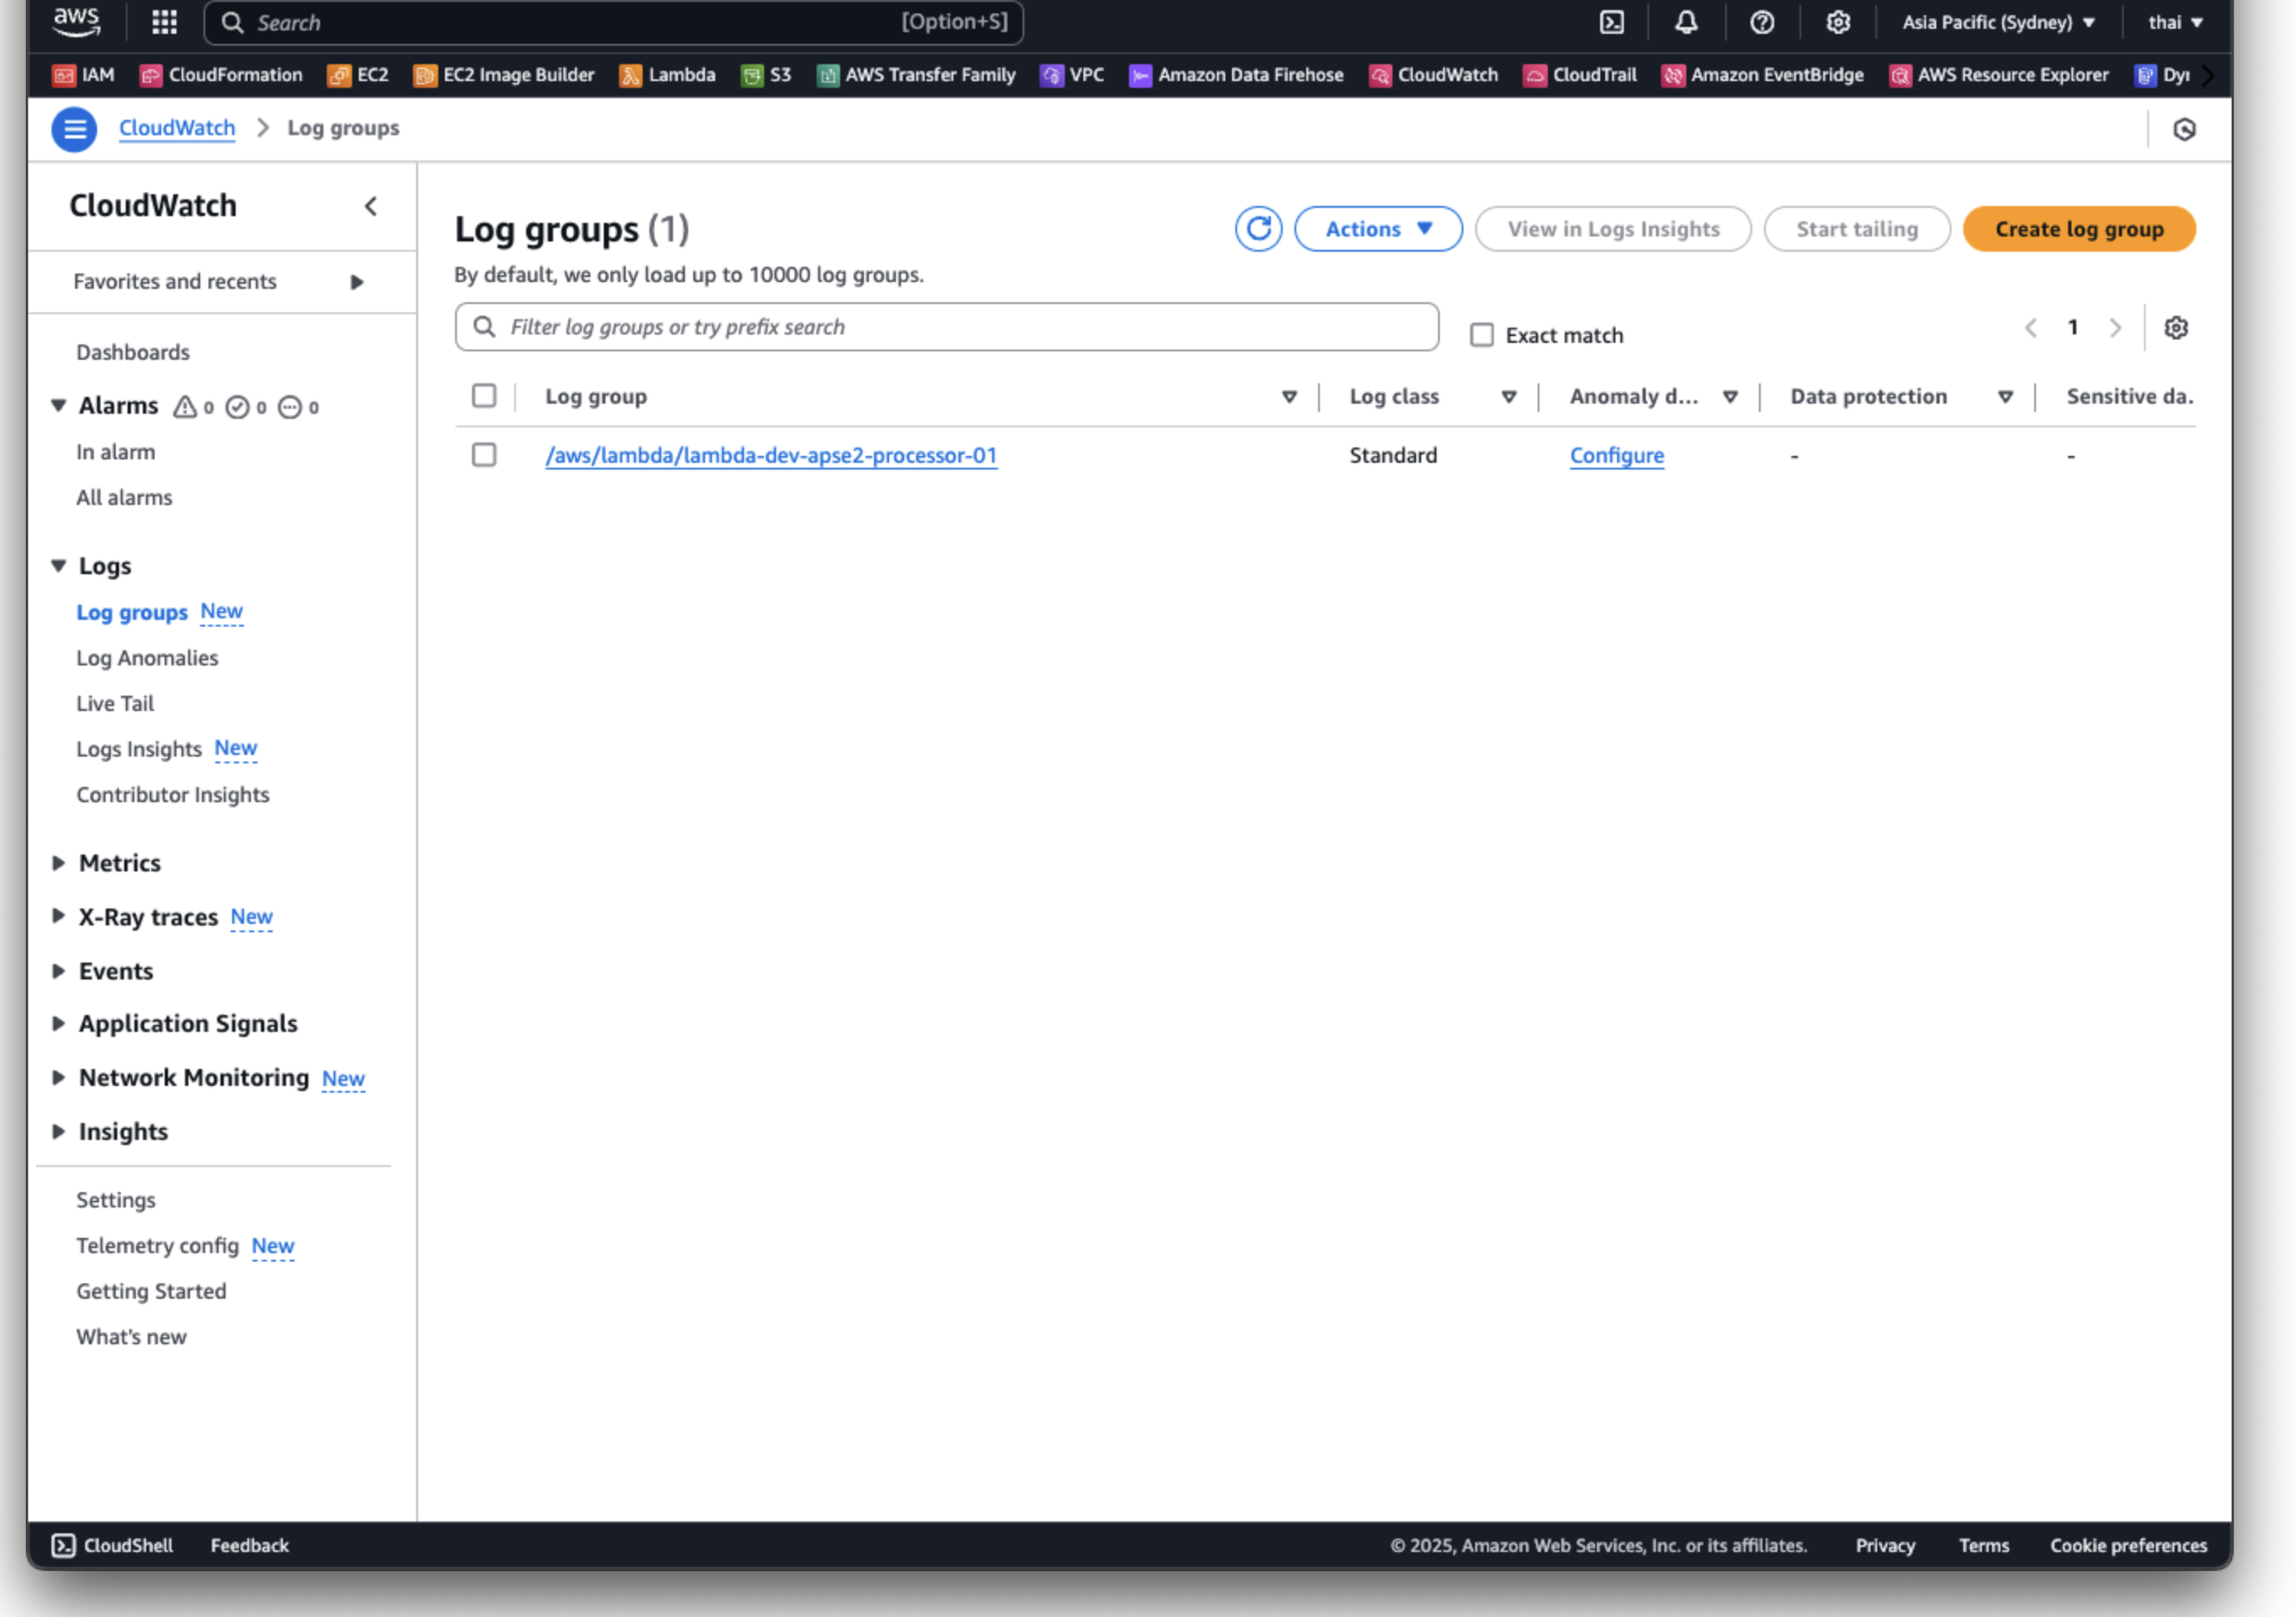 aws Search [Option+S] Asia Pacific (Sydney) thai
IAM CloudFormation EC2 EC2 Image Builder Lambda S3 AWS Transfer Family VPC Amazon Data Firehose CloudWatch CloudTrail Amazon EventBridge AWS Resource Explorer
CloudWatch Log groups
CloudWatch
Favorites and recents
Dashboards
Alarms 0 0 0
In alarm
All alarms
Logs
Log groups New
Log Anomalies
Live Tail
Logs Insights New
Contributor Insights
Metrics
X-Ray traces New
Events
Application Signals
Network Monitoring New
Insights
Settings
Telemetry config New
Getting Started
What's new
Log groups (1)
Actions View in Logs Insights Start tailing Create log group
By default, we only load up to 10000 log groups.
Filter log groups or try prefix search Exact match 1
Log group Log class Anomaly d... Data protection Sensitive da.
/aws/lambda/lambda-dev-apse2-processor-01 Standard Configure - -
CloudShell Feedback © 2025, Amazon Web Services, Inc. or its affiliates. Privacy Terms Cookie preferences